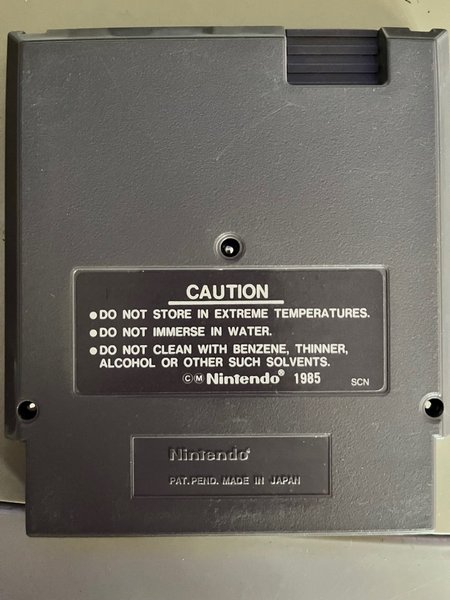 CAUTION
●DO NOT STORE IN EXTREME TEMPERATURES.
●DO NOT IMMERSE IN WATER.
●DO NOT CLEAN WITH BENZENE, THINNER,
ALCOHOL OR OTHER SUCH SOLVENTS.
©Ⓜ Nintendo® 1985 SCN
Nintendo®
PAT. PEND. MADE IN JAPAN